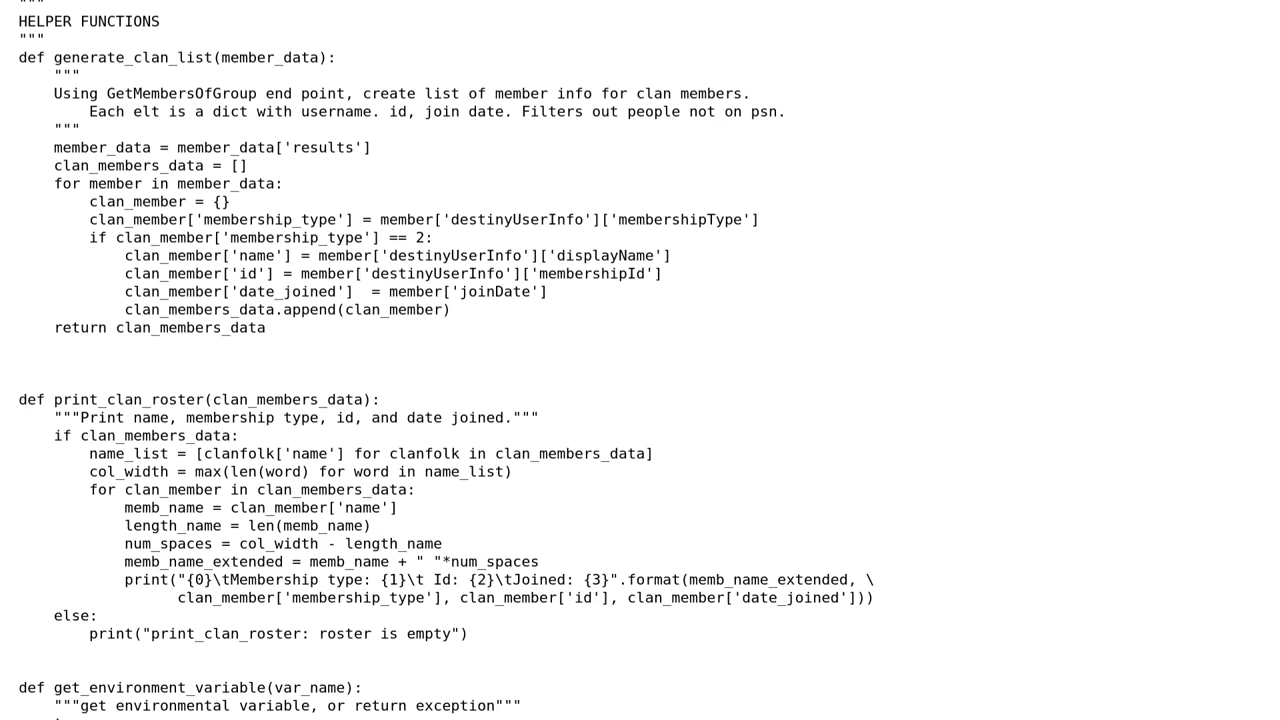 """
HELPER FUNCTIONS
"""
def generate_clan_list(member_data):
    """
    Using GetMembersOfGroup end point, create list of member info for clan members.
        Each elt is a dict with username. id, join date. Filters out people not on psn.
    """
    member_data = member_data['results']
    clan_members_data = []
    for member in member_data:
        clan_member = {}
        clan_member['membership_type'] = member['destinyUserInfo']['membershipType']
        if clan_member['membership_type'] == 2:
            clan_member['name'] = member['destinyUserInfo']['displayName']
            clan_member['id'] = member['destinyUserInfo']['membershipId']
            clan_member['date_joined']  = member['joinDate']
            clan_members_data.append(clan_member)
    return clan_members_data

def print_clan_roster(clan_members_data):
    """Print name, membership type, id, and date joined."""
    if clan_members_data:
        name_list = [clanfolk['name'] for clanfolk in clan_members_data]
        col_width = max(len(word) for word in name_list)
        for clan_member in clan_members_data:
            memb_name = clan_member['name']
            length_name = len(memb_name)
            num_spaces = col_width - length_name
            memb_name_extended = memb_name + " "*num_spaces
            print("{0}\tMembership type: {1}\t Id: {2}\tJoined: {3}".format(memb_name_extended, \
                  clan_member['membership_type'], clan_member['id'], clan_member['date_joined']))
    else:
        print("print_clan_roster: roster is empty")

def get_environment_variable(var_name):
    """get environmental variable, or return exception"""